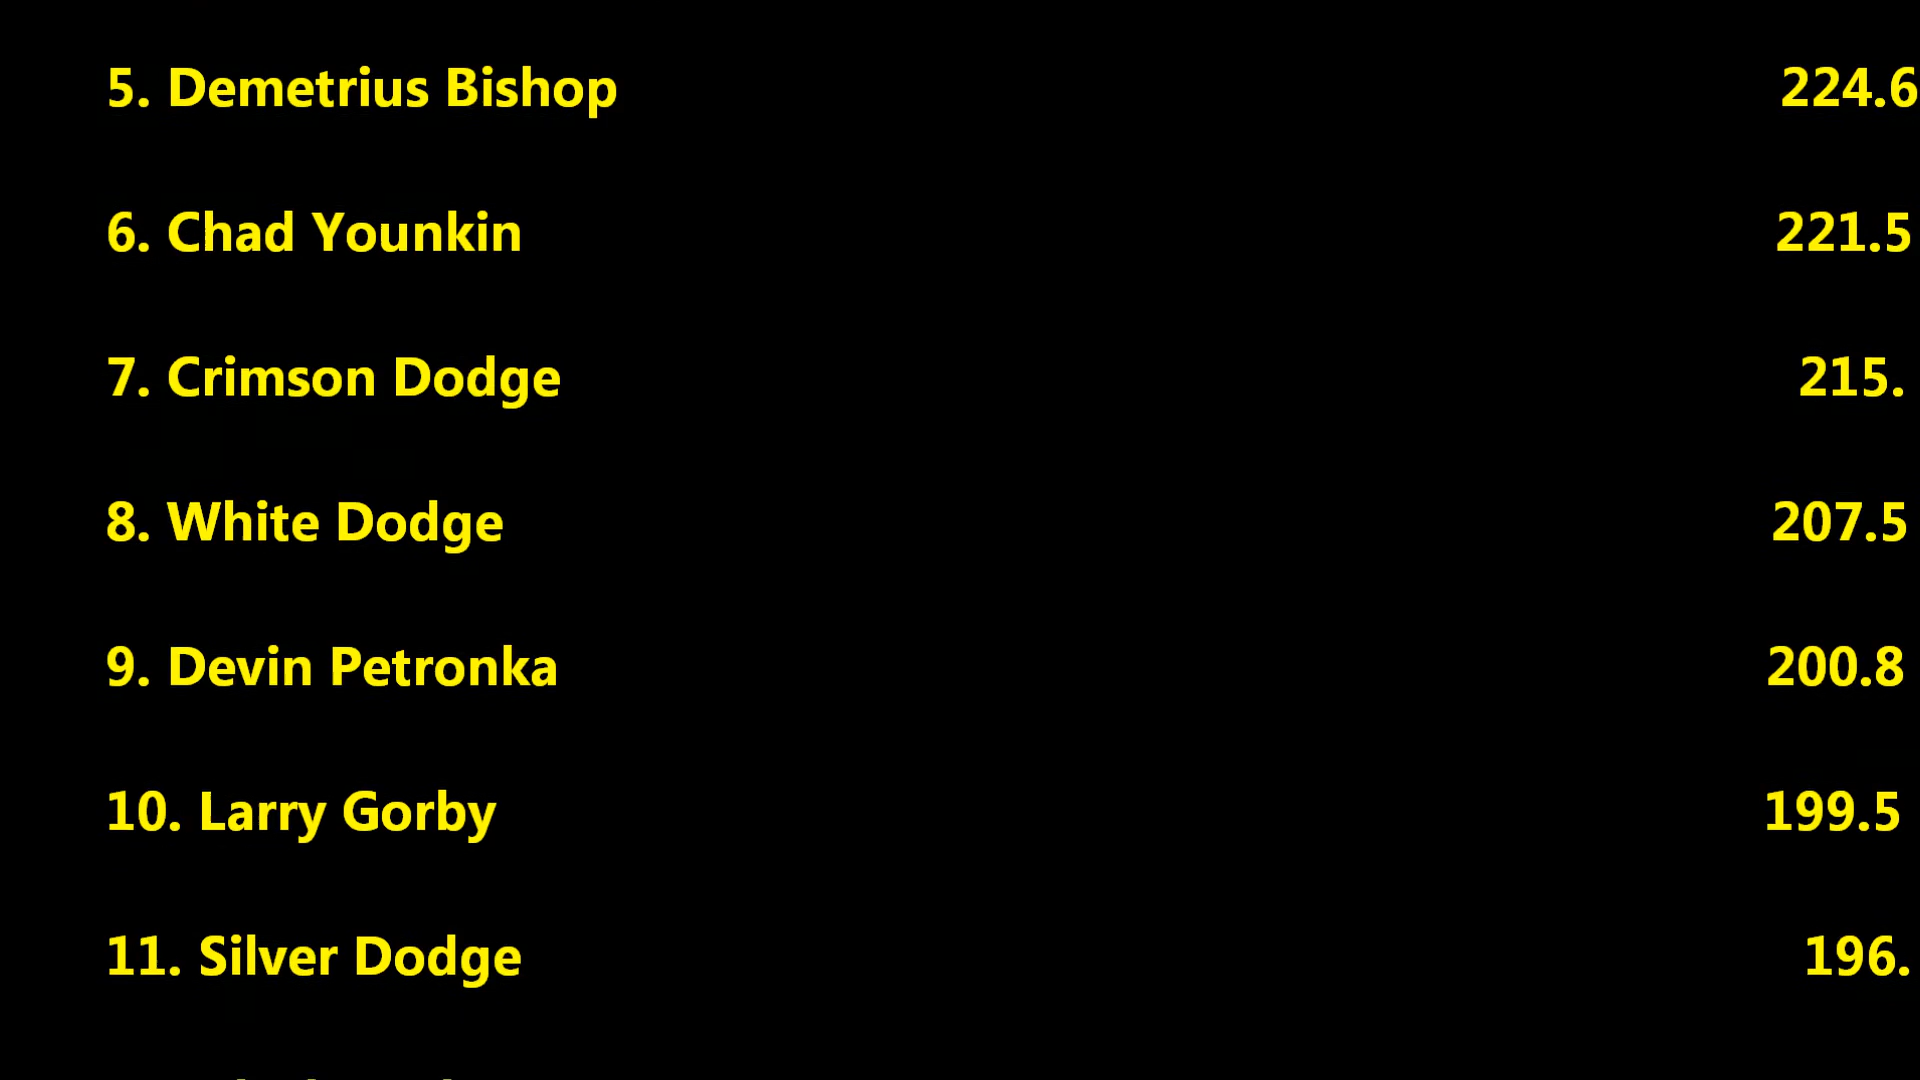 5. Demetrius Bishop 224.6
6. Chad Younkin 221.5
7. Crimson Dodge 215.
8. White Dodge 207.5
9. Devin Petronka 200.8
10. Larry Gorby 199.5
11. Silver Dodge 196.